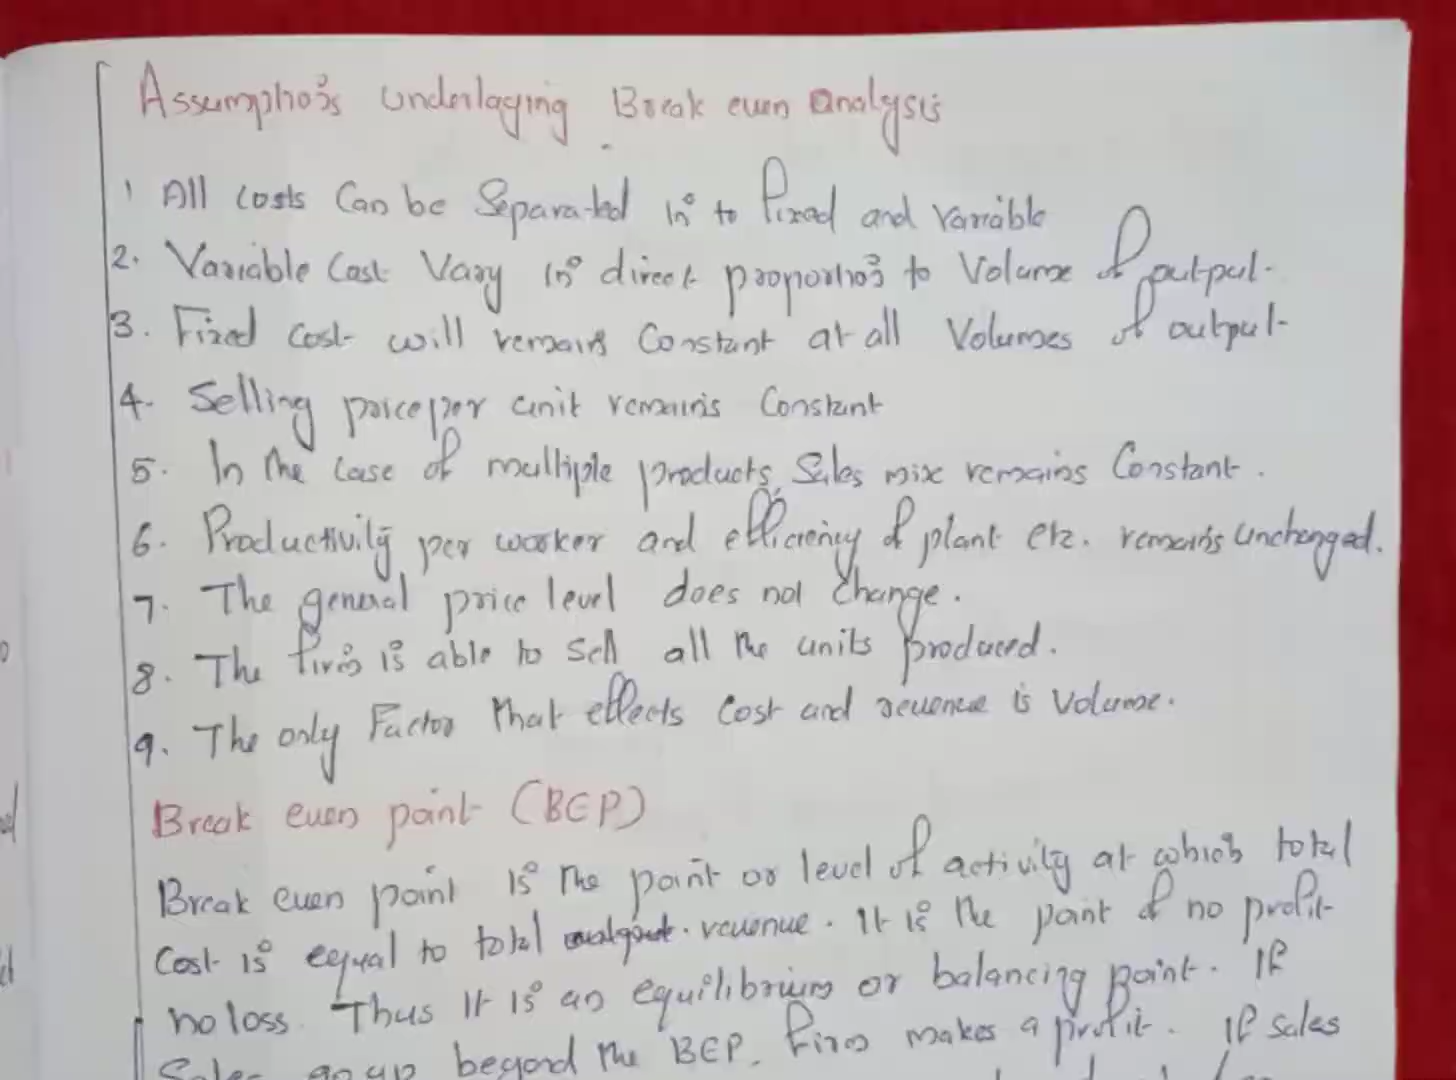 Assumptions underlaying Break even analysis
1 All costs Can be Separated in to fixed and Variable
2. Variable Cost Vary in direct proportion to Volume of output.
3. Fixed Cost will remains Constant at all Volumes of output
4. Selling price per unit remains Constant
5. In the case of multiple products, Sales mix remains Constant.
6. Productivity per worker and efficiency of plant etc. remains unchanged.
7. The general price level does not change.
8. The firm is able to sell all the units produced.
9. The only Factor that effects Cost and revenue is Volume.
Break even point (BEP)
Break even point is the point or level of activity at which total
Cost is equal to total revenue. It is the point of no profit
no loss. Thus it is an equilibrium or balancing point. If
Sales go up beyond the BEP, firm makes a profit. If sales